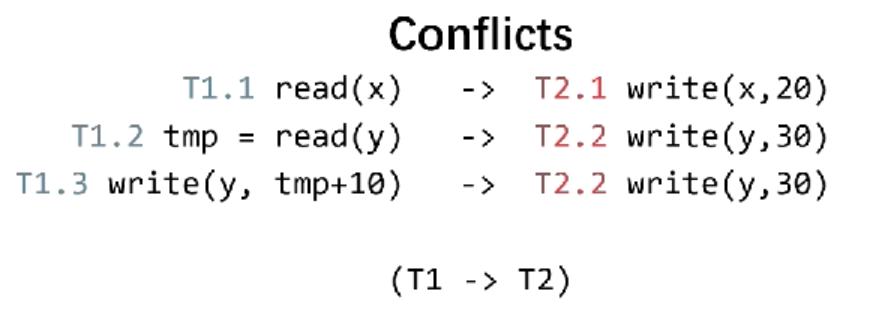 Conflicts
T1.1 read(x) -> T2.1 write(x,20)
T1.2 tmp = read(y) -> T2.2 write(y,30)
T1.3 write(y, tmp+10) -> T2.2 write(y,30)
(T1 -> T2)